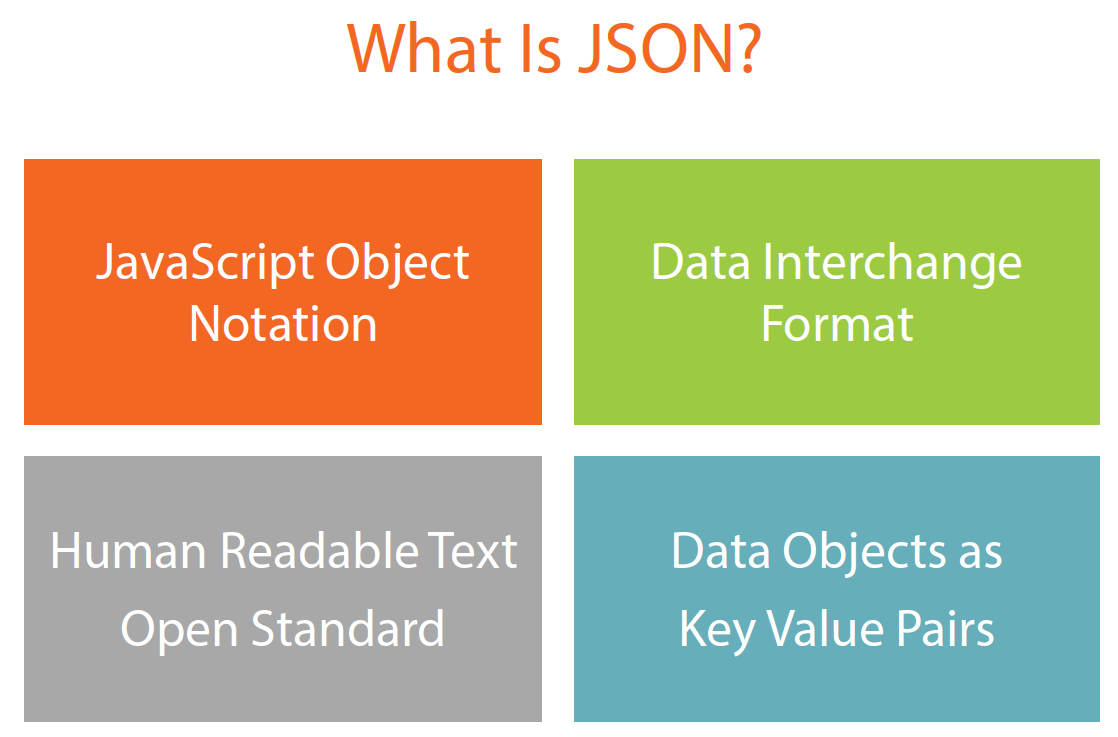 What Is JSON?
JavaScript Object
Notation
Data Interchange
Format
Human Readable Text
Open Standard
Data Objects as
Key Value Pairs